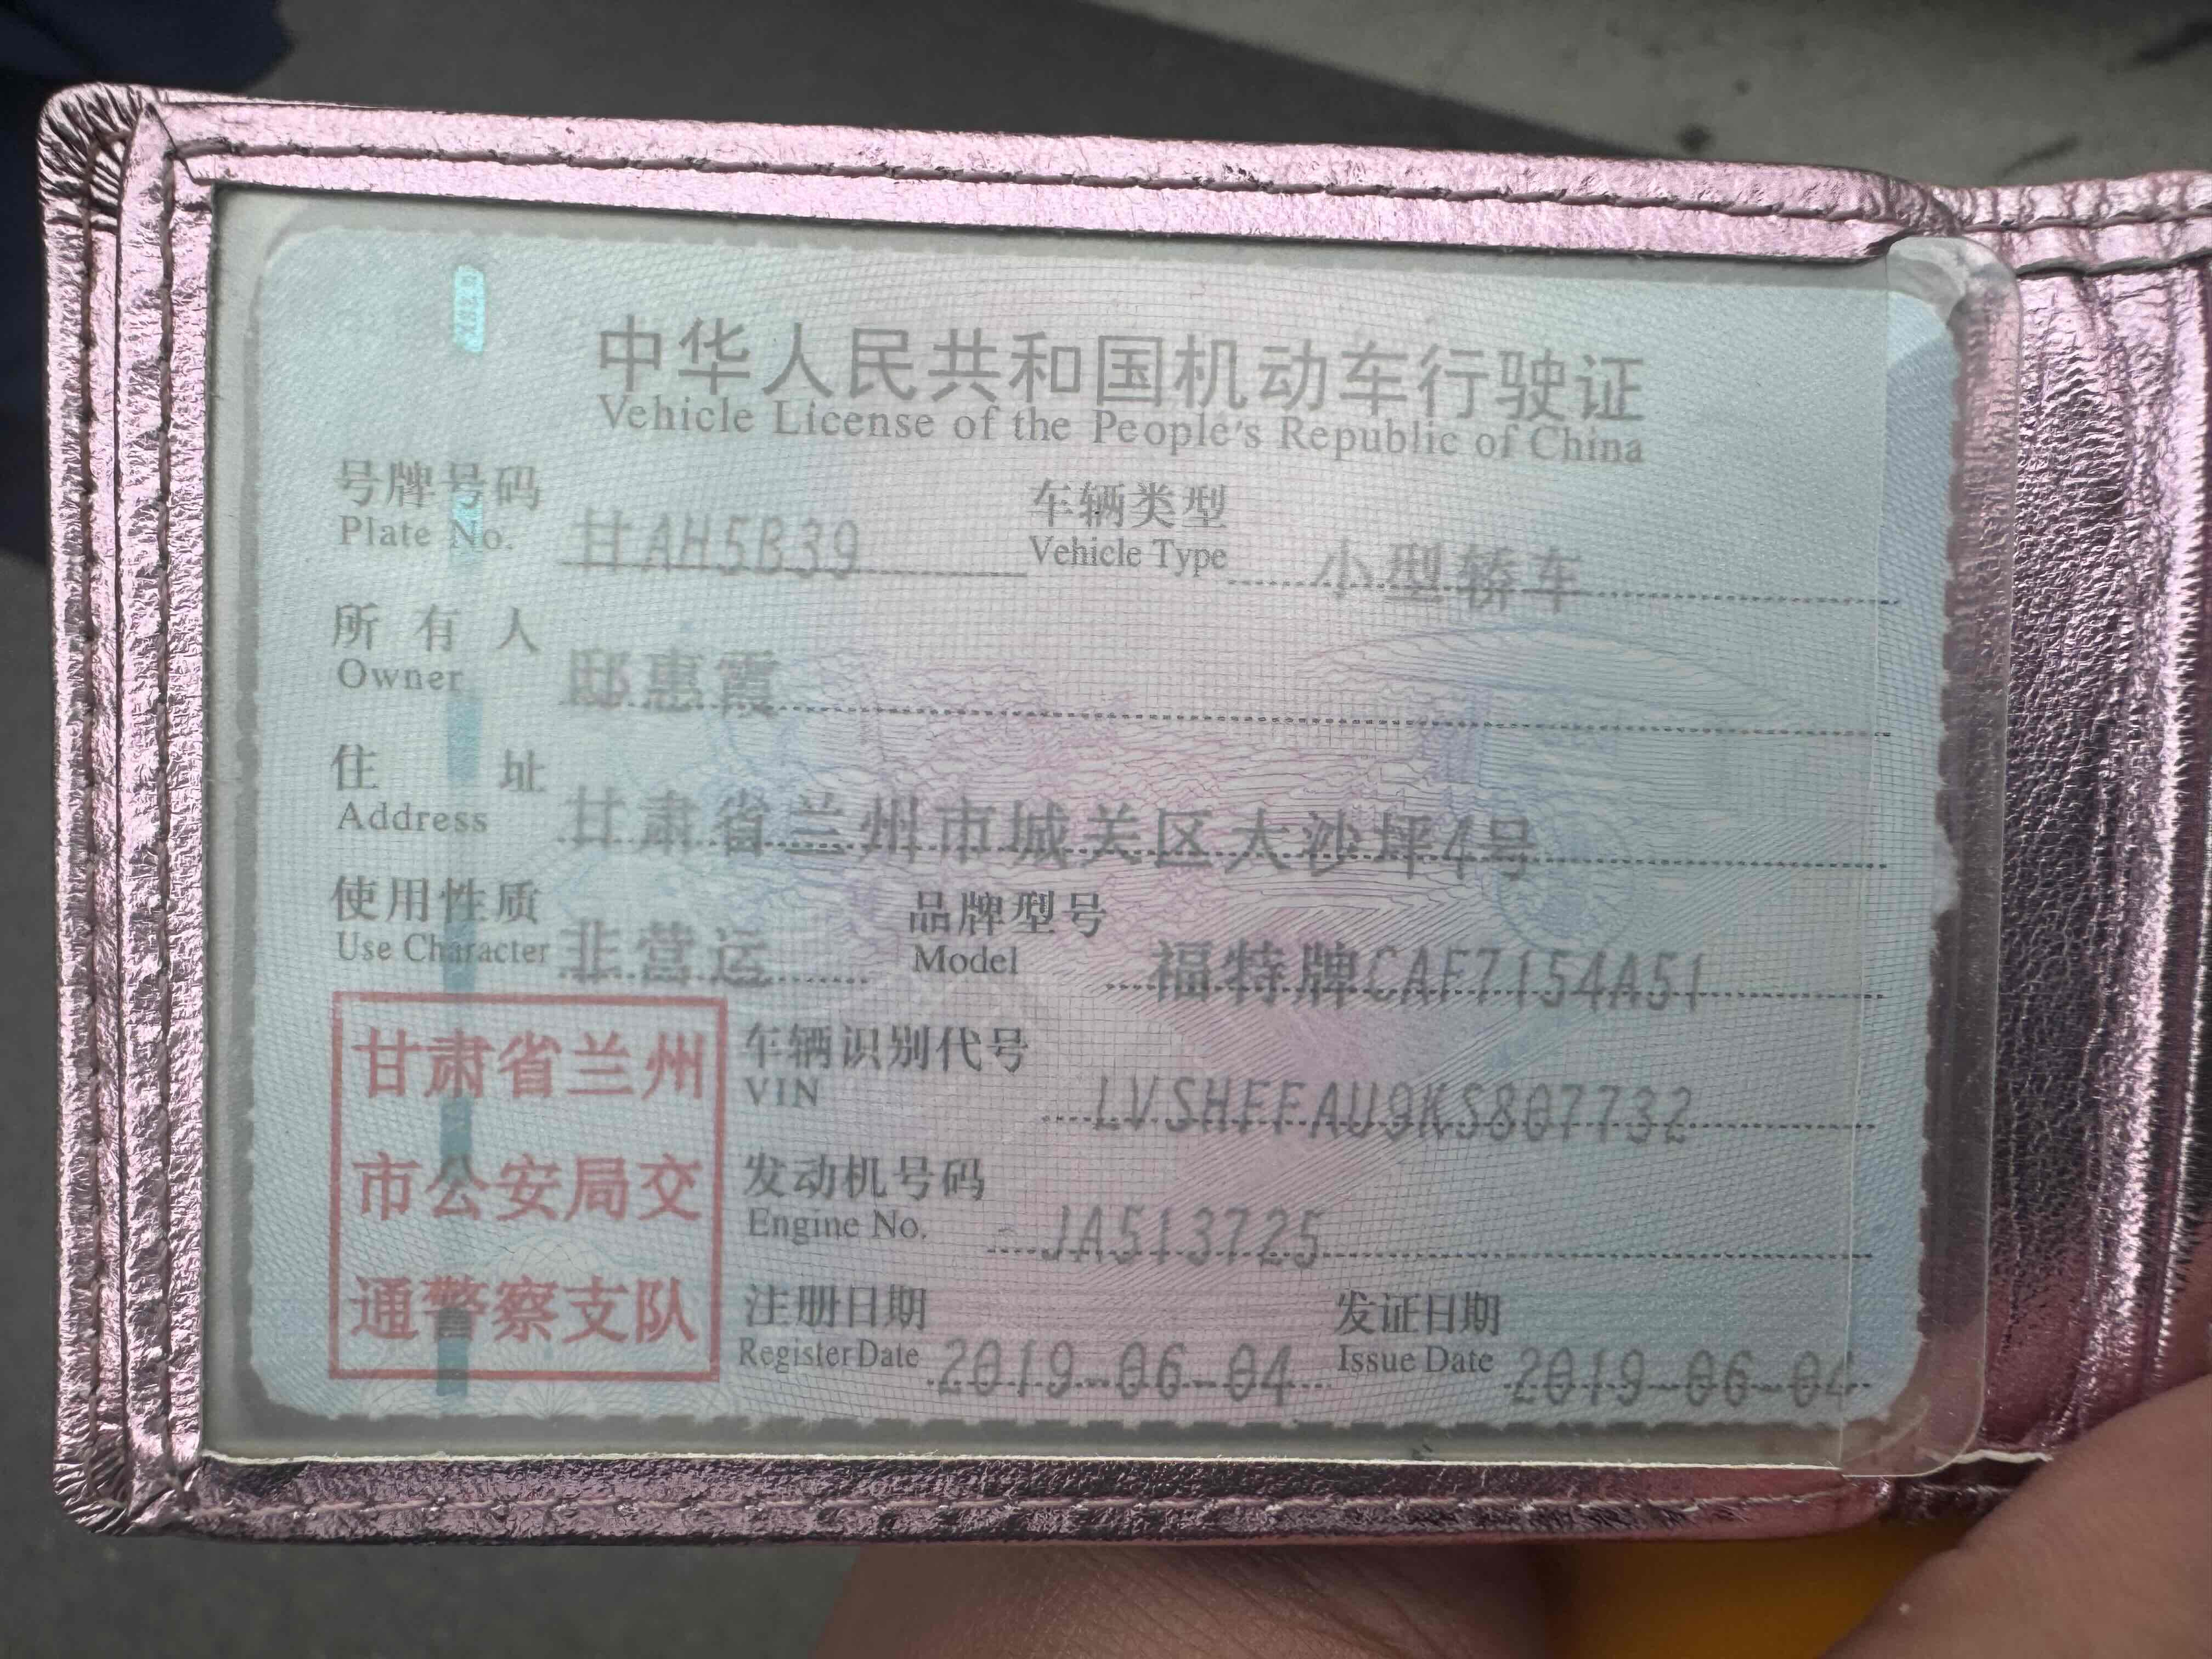 中华人民共和国机动车行驶证
Vehicle License of the People's Republic of China
号牌号码 甘AH5B39 车辆类型 小型轿车
Plate No. Vehicle Type
所有人 邸惠霞
Owner
住址 甘肃省兰州市城关区大沙坪4号
Address
使用性质 非营运 品牌型号 福特牌CAF7154A51
Use Character Model
甘肃省兰州
市公安局交
通警察支队
车辆识别代号 LVSHFFAU9KS807732
VIN
发动机号码 JA513725
Engine No.
注册日期 2019-06-04 发证日期 2019-06-04
Register Date Issue Date